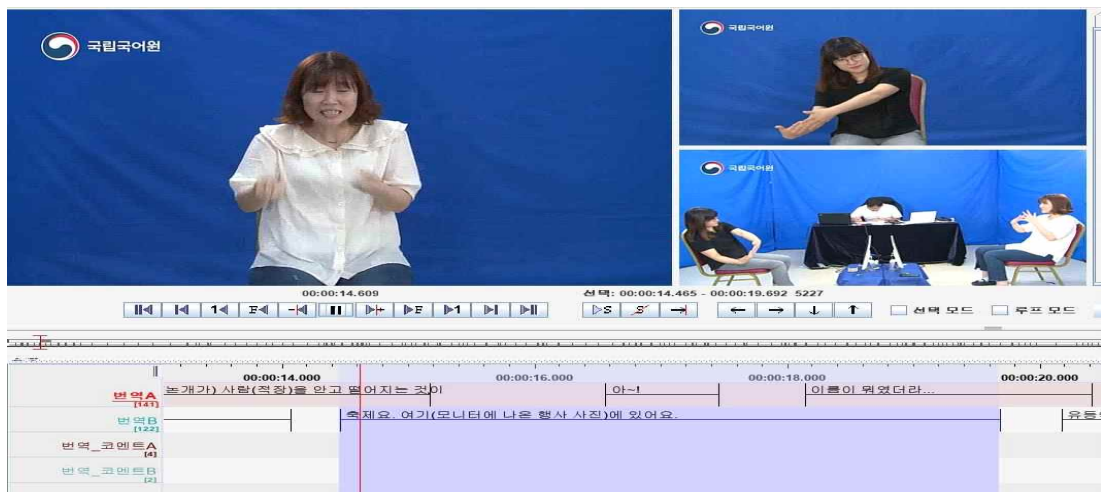 국립국어원
국립국어원
국립국어원
00:00:14.609
선택: 00:00:14.465 - 00:00:19.692 5227
선택 모드
루프 모드
00:00:14.000
00:00:16.000
00:00:18.000
00:00:20.000
번역A
[141]
논개가) 사람(적장)을 안고 떨어지는 것이
아~!
이름이 뭐였더라...
번역B
[122]
축제요. 여기(모니터에 나온 행사 사진)에 있어요.
번역_코멘트A
[4]
번역_코멘트B
[2]